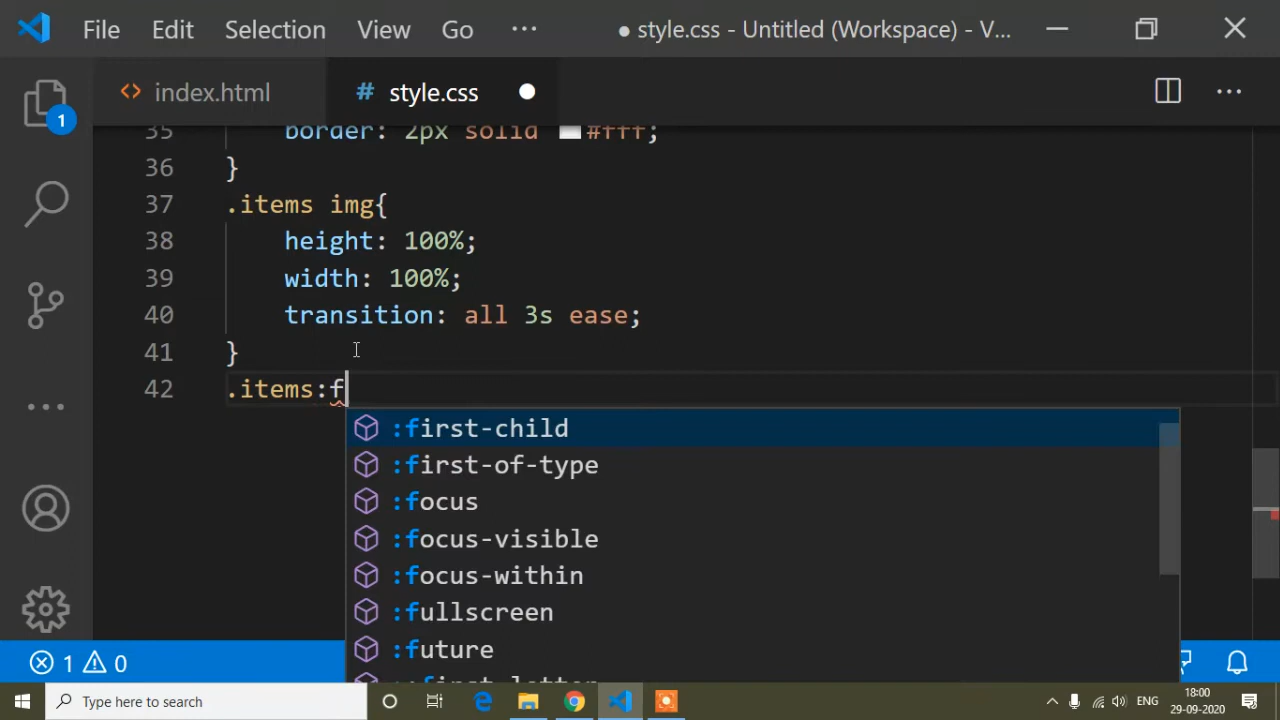 File Edit Selection View Go ··· ● style.css - Untitled (Workspace) - V...
index.html # style.css
1
35 border: 2px solid #fff;
36 }
37 .items img{
38 height: 100%;
39 width: 100%;
40 transition: all 3s ease;
41 }
42 .items:f
:first-child
:first-of-type
:focus
:focus-visible
:focus-within
:fullscreen
:future
:first-letter
1 0
Type here to search
ENG
18:00
29-09-2020